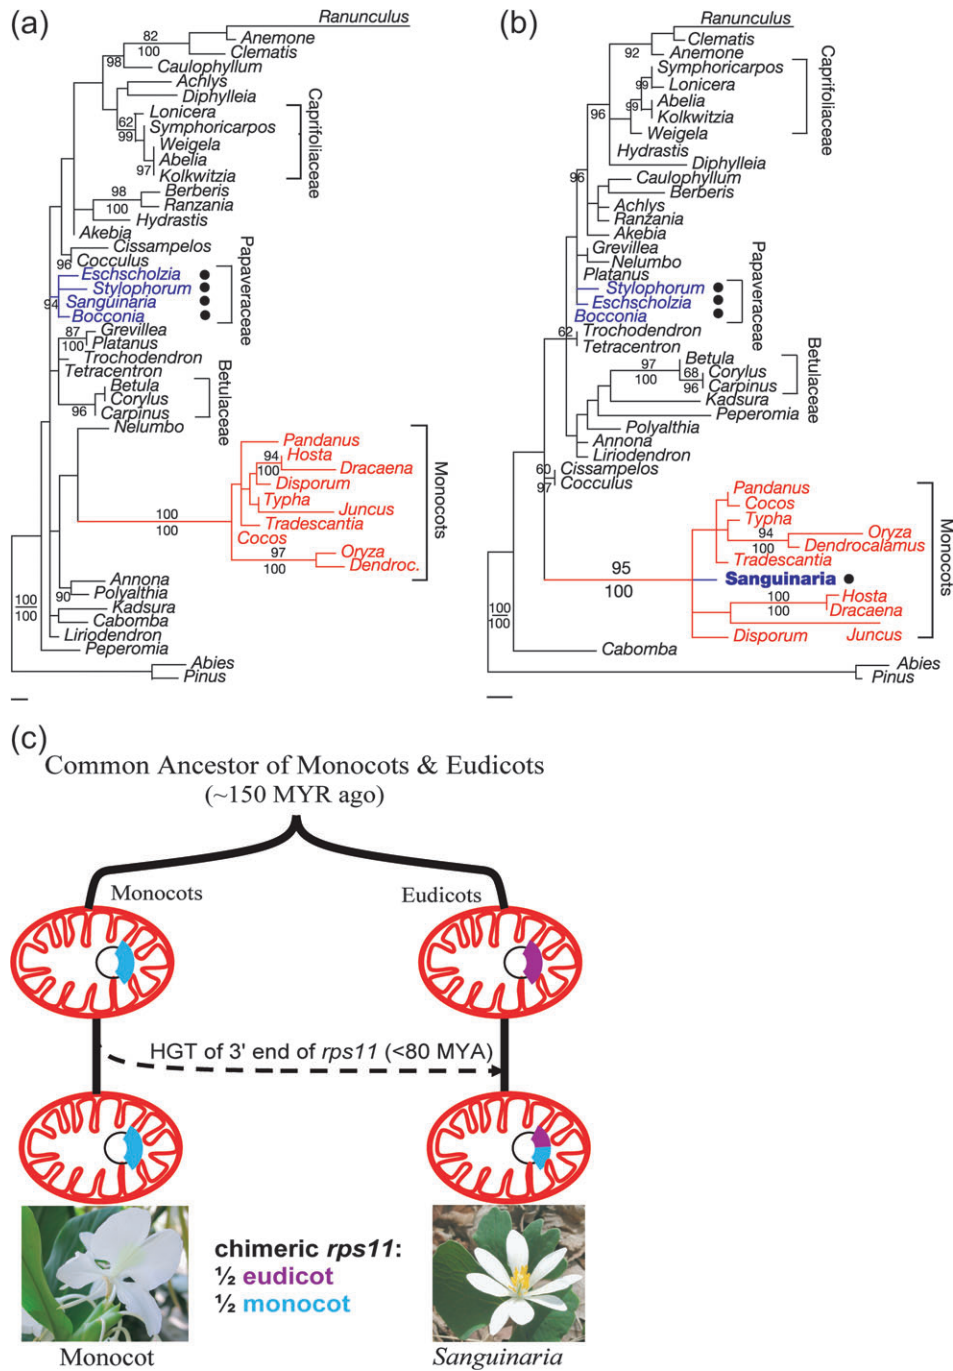 (a)
Ranunculus
82
Anemone
100
Clematis
98
Caulophyllum
Achlys
Diphylleia
Lonicera
62
Symphoricarpos
99
Weigela
Abelia
97
Kolkwitzia
Caprifoliaceae
98
Berberis
Ranzania
100
Hydrastis
Akebia
Cissampelos
96
Cocculus
Eschscholzia
Stylophorum
94
Sanguinaria
Bocconia
Papaveraceae
87
Grevillea
100
Platanus
Trochodendron
Tetracentron
Betula
Corylus
96
Carpinus
Betulaceae
Nelumbo
Pandanus
94
Hosta
100
Dracaena
Disporum
Typha
Juncus
100
100
Tradescantia
Cocos
97
Oryza
100
Dendroc.
Monocots
Annona
90
Polyalthia
100
100
Kadsura
Cabomba
Liriodendron
Peperomia
Abies
Pinus
(b)
Ranunculus
Clematis
92
Anemone
Symphoricarpos
99
Lonicera
99
Abelia
Kolkwitzia
96
Weigela
Caprifoliaceae
Hydrastis
Diphylleia
96
Caulophyllum
Berberis
Achlys
Ranzania
Akebia
Grevillea
Nelumbo
Platanus
Stylophorum
Eschscholzia
Bocconia
Papaveraceae
62
Trochodendron
Tetracentron
97
Betula
68
Corylus
100
96
Carpinus
Betulaceae
Kadsura
Peperomia
Polyalthia
Annona
Liriodendron
60
Cissampelos
97
Cocculus
Pandanus
Cocos
Typha
94
Oryza
100
Dendrocalamus
Tradescantia
95
100
Sanguinaria
100
100
Hosta
Dracaena
Disporum
Juncus
Monocots
100
100
Cabomba
Abies
Pinus
(c)
Common Ancestor of Monocots & Eudicots
(~150 MYR ago)
Monocots
Eudicots
HGT of 3' end of rps11 (<80 MYA)
chimeric rps11:
½ eudicot
½ monocot
Monocot
Sanguinaria